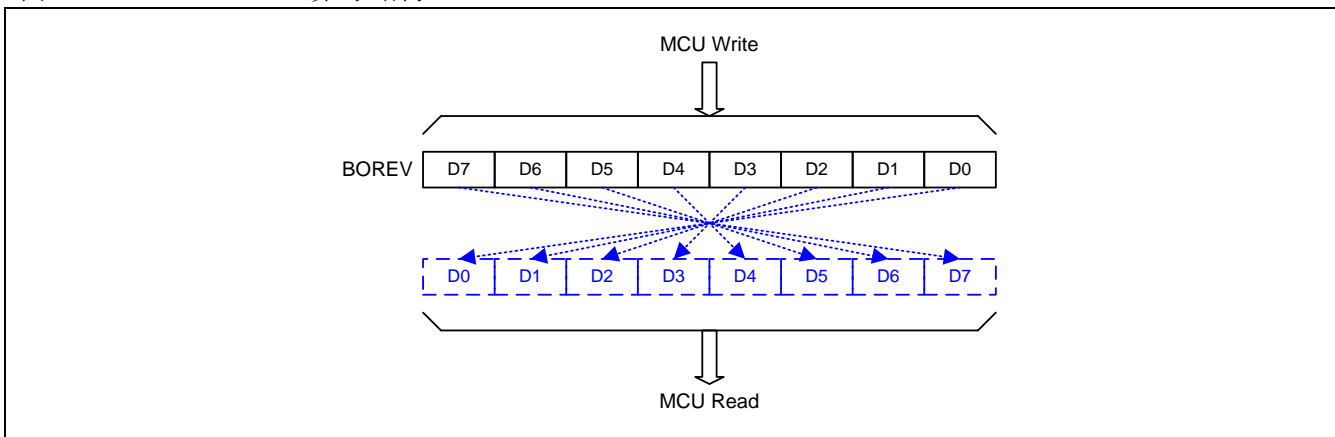 MCU Write
BOREV D7 D6 D5 D4 D3 D2 D1 D0
D0 D1 D2 D3 D4 D5 D6 D7
MCU Read